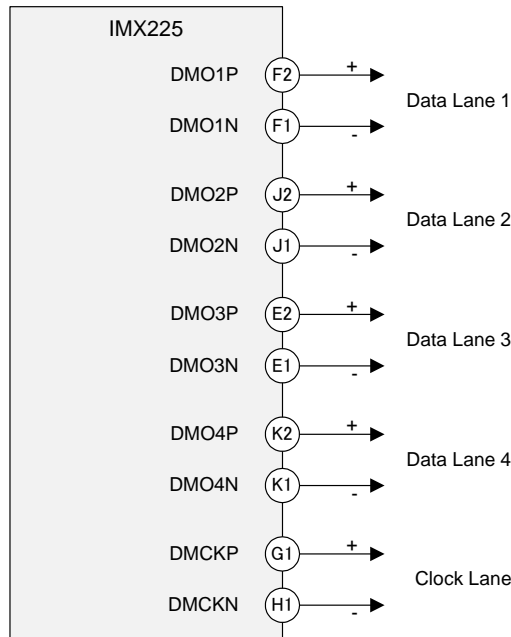 IMX225
DMO1P F2 +
Data Lane 1
DMO1N F1 -
DMO2P J2 +
Data Lane 2
DMO2N J1 -
DMO3P E2 +
Data Lane 3
DMO3N E1 -
DMO4P K2 +
Data Lane 4
DMO4N K1 -
DMCKP G1 +
Clock Lane
DMCKN H1 -